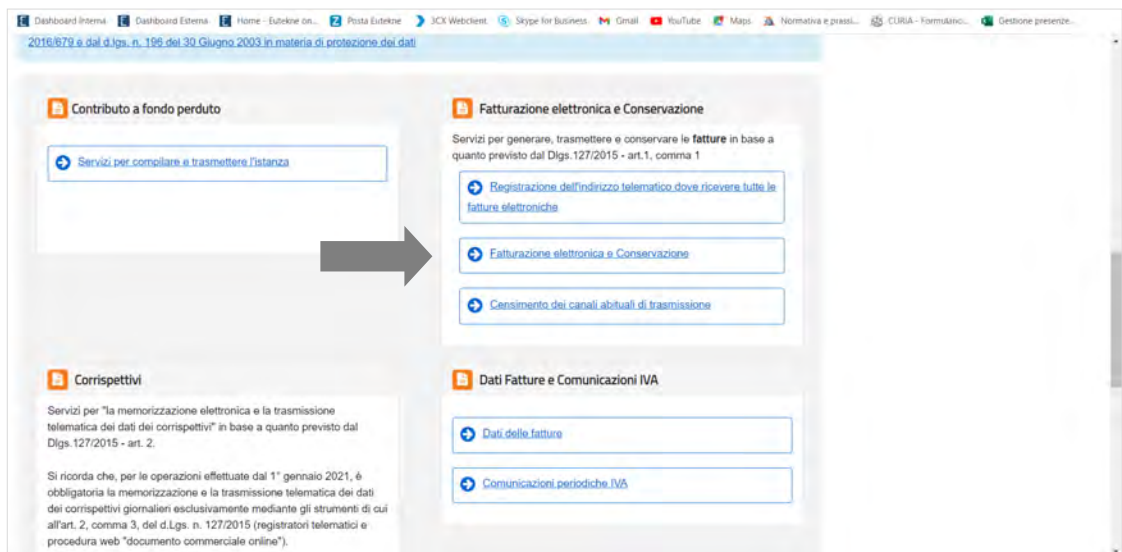 Dashboard Interna Dashboard Esterna Home - Eutekne on... Posta Eutekne 3CX Webclient Skype for Business Gmail YouTube Maps Normativa e prassi... CURIA - Formulario... Gestione presenze...
2016/679 e dal d.lgs. n. 196 del 30 Giugno 2003 in materia di protezione dei dati
Contributo a fondo perduto
Servizi per compilare e trasmettere l'istanza
Fatturazione elettronica e Conservazione
Servizi per generare, trasmettere e conservare le fatture in base a
quanto previsto dal Dlgs.127/2015 - art.1, comma 1
Registrazione dell'indirizzo telematico dove ricevere tutte le
fatture elettroniche
Fatturazione elettronica e Conservazione
Censimento dei canali abituali di trasmissione
Corrispettivi
Servizi per "la memorizzazione elettronica e la trasmissione
telematica dei dati dei corrispettivi" in base a quanto previsto dal
Dlgs.127/2015 - art. 2.
Si ricorda che, per le operazioni effettuate dal 1° gennaio 2021, è
obbligatoria la memorizzazione e la trasmissione telematica dei dati
dei corrispettivi giornalieri esclusivamente mediante gli strumenti di cui
all'art. 2, comma 3, del d.Lgs. n. 127/2015 (registratori telematici e
procedura web "documento commerciale online").
Dati Fatture e Comunicazioni IVA
Dati delle fatture
Comunicazioni periodiche IVA